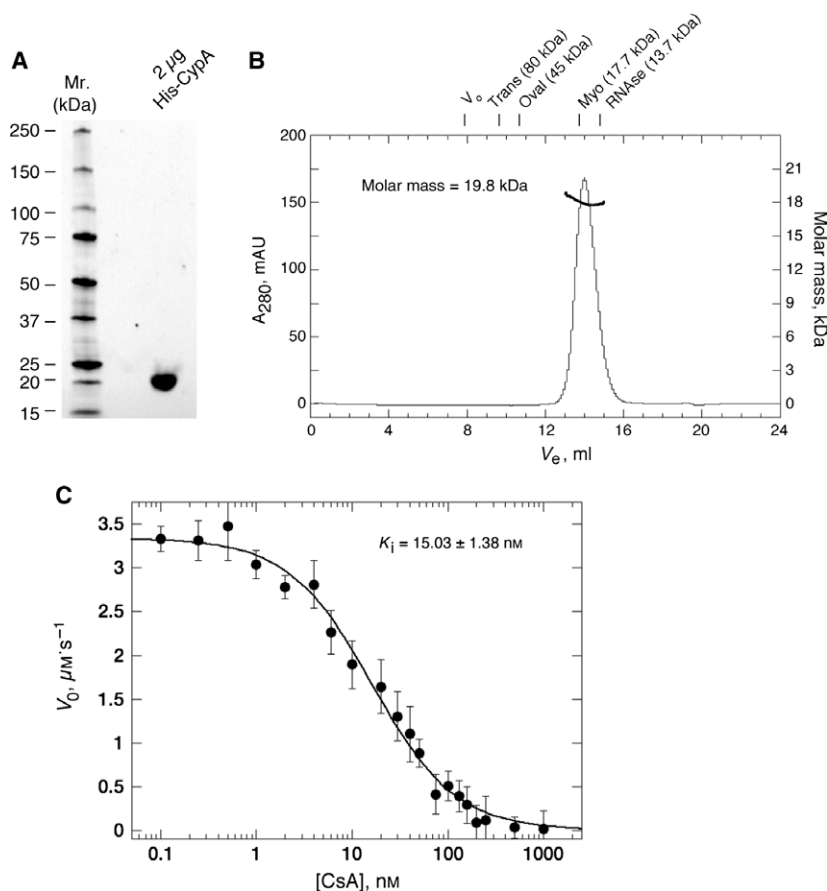 A
Mr.
(kDa)
2 µg
His-CypA
250
150
100
75
50
37
25
20
15
B
Vo
Trans (80 kDa)
Oval (45 kDa)
Myo (17.7 kDa)
RNAse (13.7 kDa)
Molar mass = 19.8 kDa
A280, mAU
200
150
100
50
0
Molar mass, kDa
21
18
15
12
9
6
3
0
0 4 8 12 16 20 24
Ve, ml
C
Ki = 15.03 ± 1.38 nM
V0, µM·s−1
3.5
3
2.5
2
1.5
1
0.5
0
0.1 1 10 100 1000
[CsA], nM